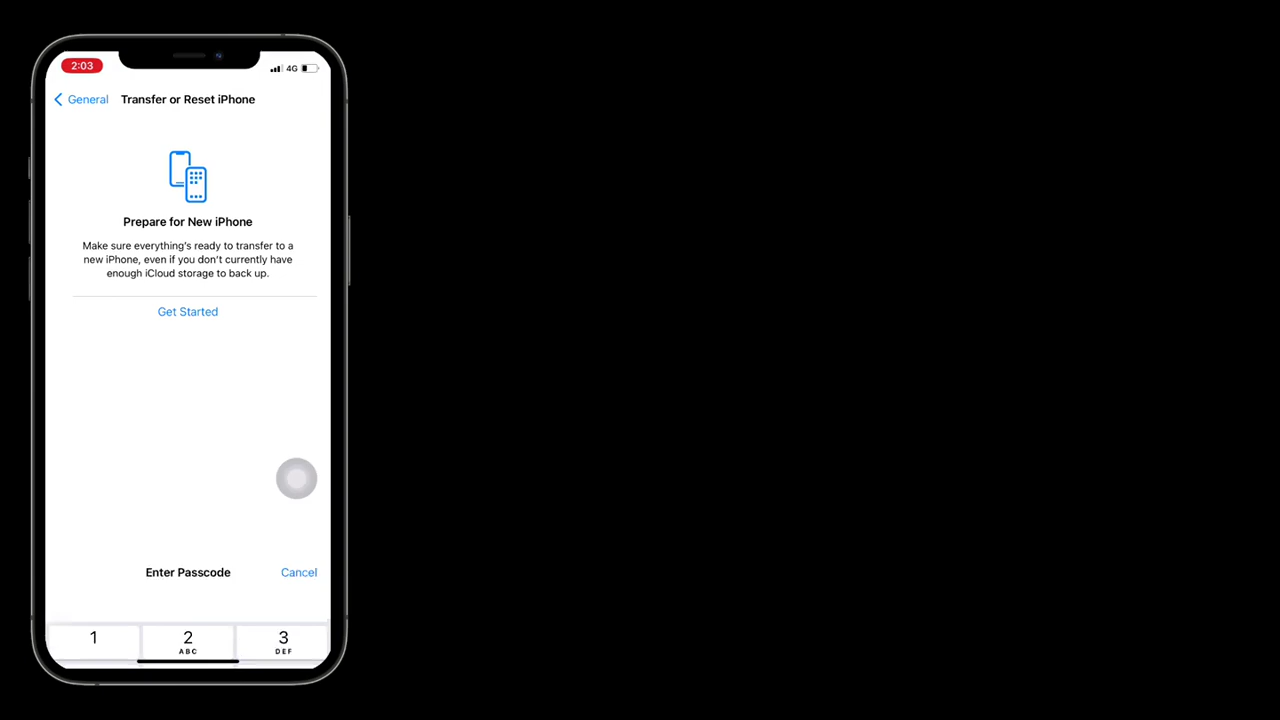 2:03
4G
General
Transfer or Reset iPhone
Prepare for New iPhone
Make sure everything's ready to transfer to a
new iPhone, even if you don't currently have
enough iCloud storage to back up.
Get Started
Enter Passcode
Cancel
1
2
3
ABC
DEF